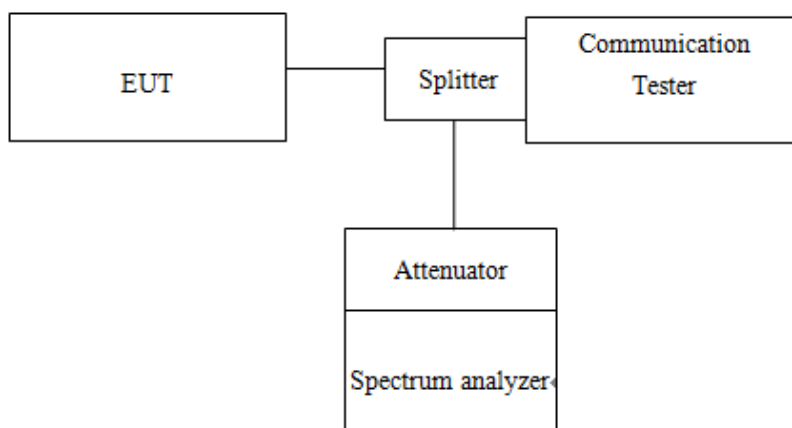 EUT
Splitter
Communication
Tester
Attenuator
Spectrum analyzer